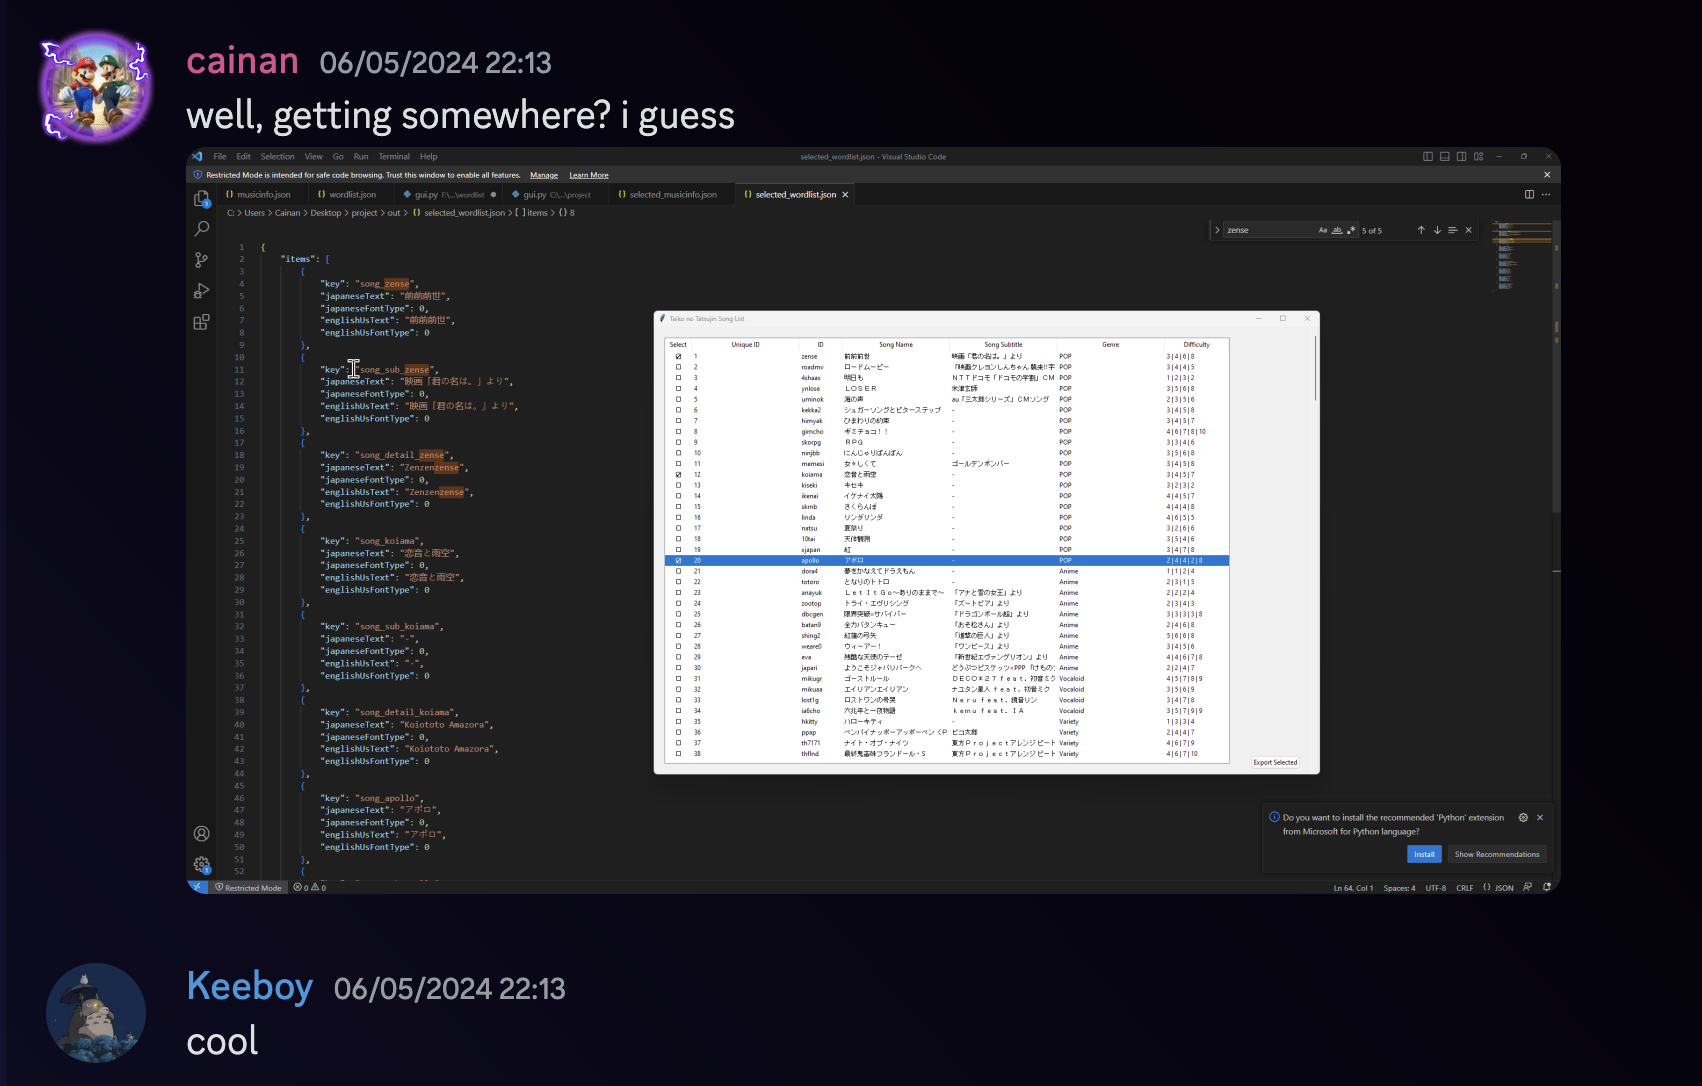 cainan 06/05/2024 22:13
well, getting somewhere? i guess
File Edit Selection View Go Run Terminal Help
selected_wordlist.json - Visual Studio Code
Restricted Mode is intended for safe code browsing. Trust this window to enable all features. Manage Learn More
musicinfo.json wordlist.json gui.py F:\...\wordlist gui.py C:\...\project selected_musicinfo.json selected_wordlist.json
C: > Users > Cainan > Desktop > project > out > {} selected_wordlist.json > [ ] items > {} 8
zense Aa ab 5 of 5
1 {
2 "items": [
3 {
4 "key": "song_zense",
5 "japaneseText": "前前前世",
6 "japaneseFontType": 0,
7 "englishUsText": "前前前世",
8 "englishUsFontType": 0
9 },
10 {
11 "key": "song_sub_zense",
12 "japaneseText": "映画「君の名は。」より",
13 "japaneseFontType": 0,
14 "englishUsText": "映画「君の名は。」より",
15 "englishUsFontType": 0
16 },
17 {
18 "key": "song_detail_zense",
19 "japaneseText": "Zenzenzense",
20 "japaneseFontType": 0,
21 "englishUsText": "Zenzenzense",
22 "englishUsFontType": 0
23 },
24 {
25 "key": "song_koiama",
26 "japaneseText": "恋音と雨空",
27 "japaneseFontType": 0,
28 "englishUsText": "恋音と雨空",
29 "englishUsFontType": 0
30 },
31 {
32 "key": "song_sub_koiama",
33 "japaneseText": "-",
34 "japaneseFontType": 0,
35 "englishUsText": "-",
36 "englishUsFontType": 0
37 },
38 {
39 "key": "song_detail_koiama",
40 "japaneseText": "Koiototo Amazora",
41 "japaneseFontType": 0,
42 "englishUsText": "Koiototo Amazora",
43 "englishUsFontType": 0
44 },
45 {
46 "key": "song_apollo",
47 "japaneseText": "アポロ",
48 "japaneseFontType": 0,
49 "englishUsText": "アポロ",
50 "englishUsFontType": 0
51 },
52 {
Taiko no Tatsujin Song List
Select Unique ID ID Song Name Song Subtitle Genre Difficulty
1 zense 前前前世 映画「君の名は。」より POP 3|4|6|8
2 roadmv ロードムービー 「映画クレヨンしんちゃん 襲来!!宇 POP 3|4|4|5
3 4shaas 明日も ＮＴＴドコモ「ドコモの学割」ＣＭ POP 1|2|3|2
4 ynlose ＬＯＳＥＲ 米津玄師 POP 3|5|6|8
5 uminok 海の声 au「三太郎シリーズ」ＣＭソング POP 2|3|5|6
6 kekka2 シュガーソングとビターステップ - POP 3|4|5|8
7 himyak ひまわりの約束 - POP 3|4|5|7
8 gimcho ギミチョコ！！ - POP 4|6|7|8|10
9 skorpg ＲＰＧ - POP 3|3|4|6
10 ninjbb にんじゃりばんばん - POP 3|5|6|8
11 memesi 女々しくて ゴールデンボンバー POP 3|4|5|8
12 koiama 恋音と雨空 - POP 3|4|5|7
13 kiseki キセキ - POP 3|2|3|2
14 ikenai イケナイ太陽 - POP 4|4|5|7
15 skrnb さくらんぼ - POP 4|4|4|8
16 linda リンダリンダ - POP 4|6|5|5
17 natsu 夏祭り - POP 3|2|6|6
18 10tai 天体観測 - POP 3|5|4|6
19 xjapan 紅 - POP 3|4|7|8
20 apollo アポロ - POP 2|4|4|2|8
21 dora4 夢をかなえてドラえもん - Anime 1|1|2|4
22 totoro となりのトトロ - Anime 2|3|1|5
23 anayuk Ｌｅｔ Ｉｔ Ｇｏ～ありのままで～ 「アナと雪の女王」より Anime 2|2|2|4
24 zootop トライ・エヴリシング 「ズートピア」より Anime 2|3|4|3
25 dbcgen 限界突破×サバイバー 「ドラゴンボール超」より Anime 3|3|3|3|8
26 batan9 全力バタンキュー 「おそ松さん」より Anime 2|4|6|8
27 shing2 紅蓮の弓矢 「進撃の巨人」より Anime 5|6|6|8
28 weare0 ウィーアー！ 「ワンピース」より Anime 3|4|5|6
29 eva 残酷な天使のテーゼ 「新世紀エヴァンゲリオン」より Anime 4|4|6|7|8
30 japari ようこそジャパリパークへ どうぶつビスケッツ×PPP 「けもの Anime 2|2|4|7
31 mikugr ゴーストルール ＤＥＣＯ＊２７ ｆｅａｔ．初音ミク Vocaloid 4|5|7|8|9
32 mikuaa エイリアンエイリアン ナユタン星人 ｆｅａｔ．初音ミク Vocaloid 3|5|6|9
33 lost1g ロストワンの号哭 Ｎｅｒｕ ｆｅａｔ．鏡音リン Vocaloid 3|4|7|8
34 ia6cho 六兆年と一夜物語 ｋｅｍｕ ｆｅａｔ．ＩＡ Vocaloid 3|5|7|9|9
35 hkitty ハローキティ - Variety 1|3|3|4
36 ppap ペンパイナッポーアッポーペン（Ｐ ピコ太郎 Variety 2|4|4|7
37 th7171 ナイト・オブ・ナイツ 東方Ｐｒｏｊｅｃｔアレンジ ビート Variety 4|6|7|9
38 thflnd 最終鬼畜妹フランドール・Ｓ 東方Ｐｒｏｊｅｃｔアレンジ ビート Variety 4|6|7|10
Export Selected
Do you want to install the recommended 'Python' extension
from Microsoft for Python language?
Install Show Recommendations
Restricted Mode 0 0
Ln 64, Col 1 Spaces: 4 UTF-8 CRLF {} JSON
Keeboy 06/05/2024 22:13
cool